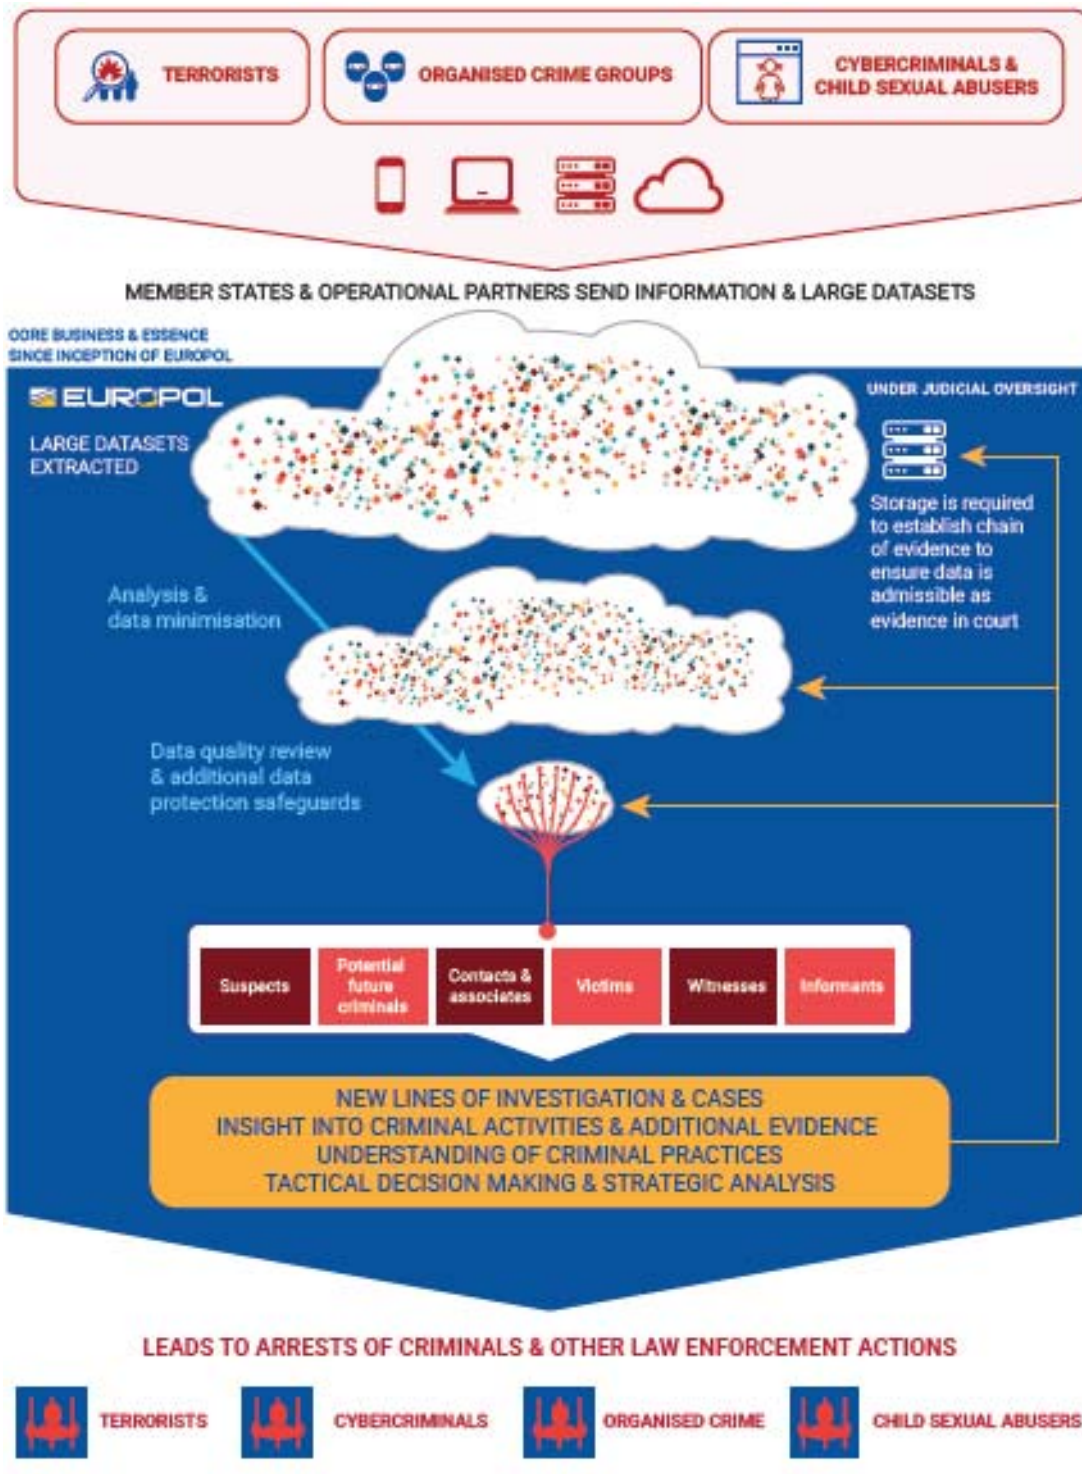 TERRORISTS
ORGANISED CRIME GROUPS
CYBERCRIMINALS &
CHILD SEXUAL ABUSERS
MEMBER STATES & OPERATIONAL PARTNERS SEND INFORMATION & LARGE DATASETS
CORE BUSINESS & ESSENCE
SINCE INCEPTION OF EUROPOL
EUROPOL
UNDER JUDICIAL OVERSIGHT
LARGE DATASETS
EXTRACTED
Storage is required
to establish chain
of evidence to
ensure data is
admissible as
evidence in court
Analysis &
data minimisation
Data quality review
& additional data
protection safeguards
Suspects
Potential
future
criminals
Contacts &
associates
Victims
Witnesses
Informants
NEW LINES OF INVESTIGATION & CASES
INSIGHT INTO CRIMINAL ACTIVITIES & ADDITIONAL EVIDENCE
UNDERSTANDING OF CRIMINAL PRACTICES
TACTICAL DECISION MAKING & STRATEGIC ANALYSIS
LEADS TO ARRESTS OF CRIMINALS & OTHER LAW ENFORCEMENT ACTIONS
TERRORISTS
CYBERCRIMINALS
ORGANISED CRIME
CHILD SEXUAL ABUSERS